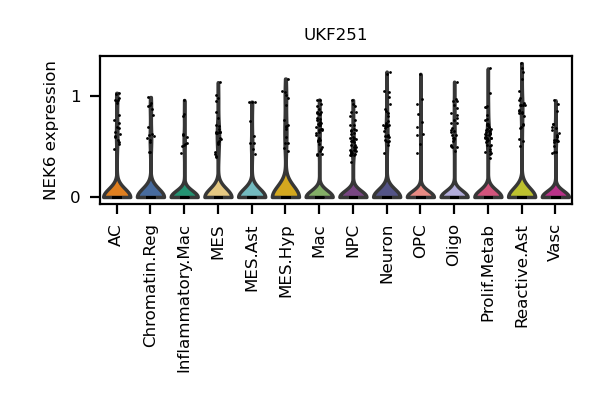 UKF251
NEK6 expression
1
0
AC
Chromatin.Reg
Inflammatory.Mac
MES
MES.Ast
MES.Hyp
Mac
NPC
Neuron
OPC
Oligo
Prolif.Metab
Reactive.Ast
Vasc